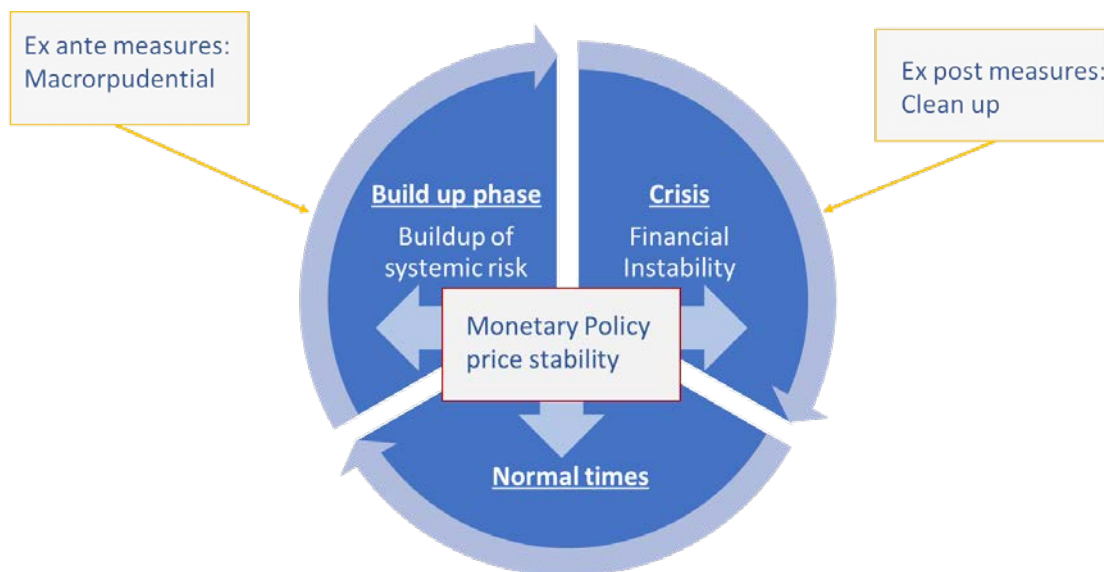 Ex ante measures:
Macrorpudential
Ex post measures:
Clean up
Build up phase
Buildup of
systemic risk
Crisis
Financial
Instability
Monetary Policy
price stability
Normal times